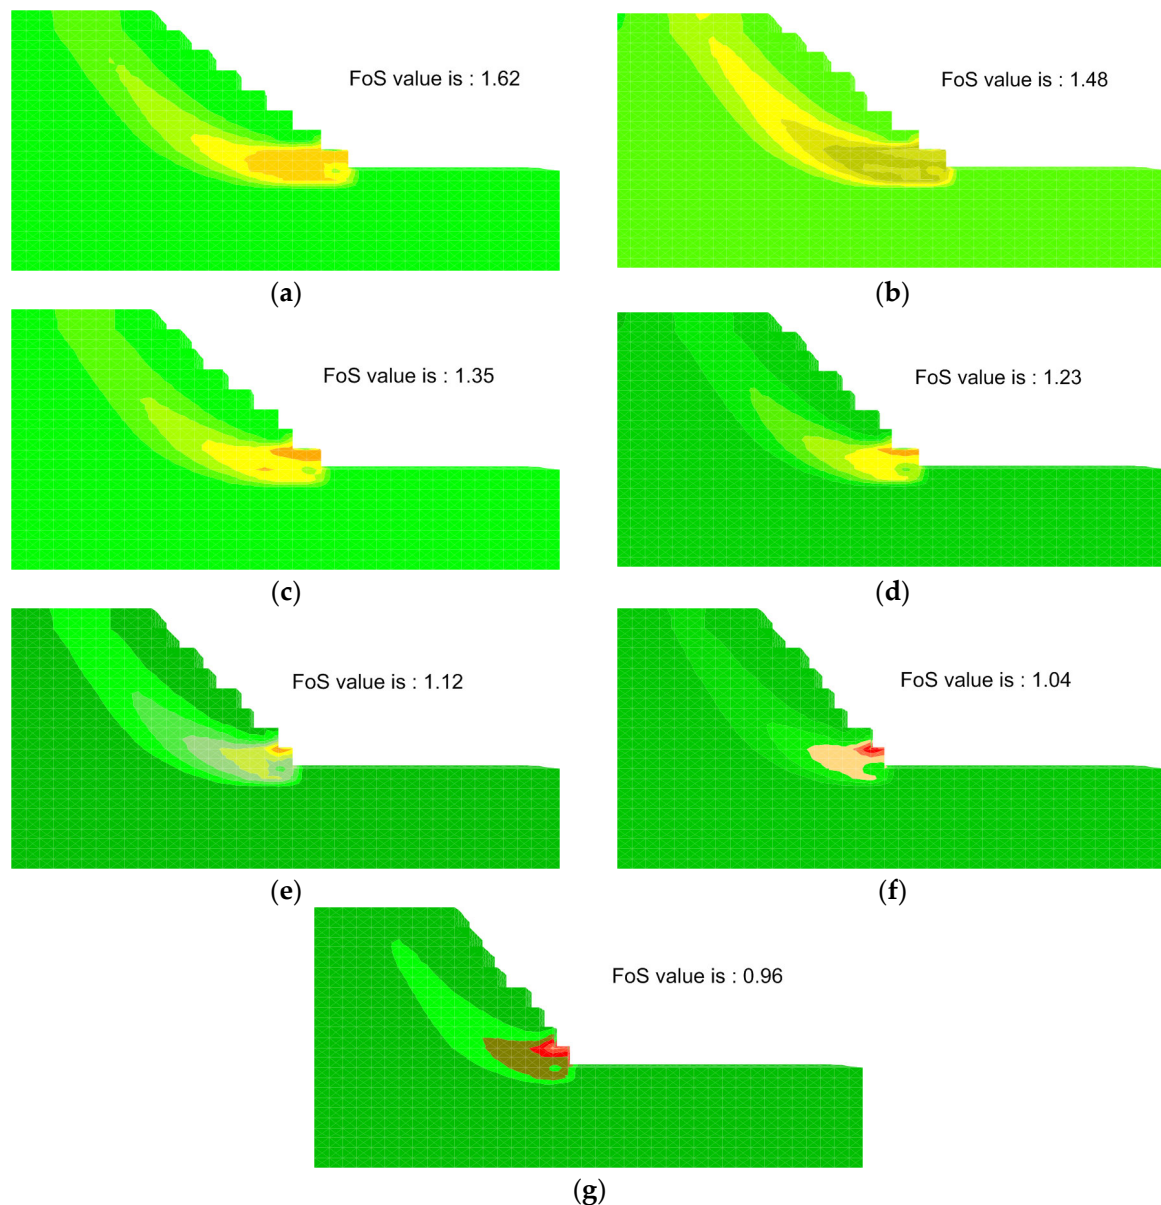 FoS value is : 1.62
FoS value is : 1.48
(a)
(b)
FoS value is : 1.35
FoS value is : 1.23
(c)
(d)
FoS value is : 1.12
FoS value is : 1.04
(e)
(f)
FoS value is : 0.96
(g)